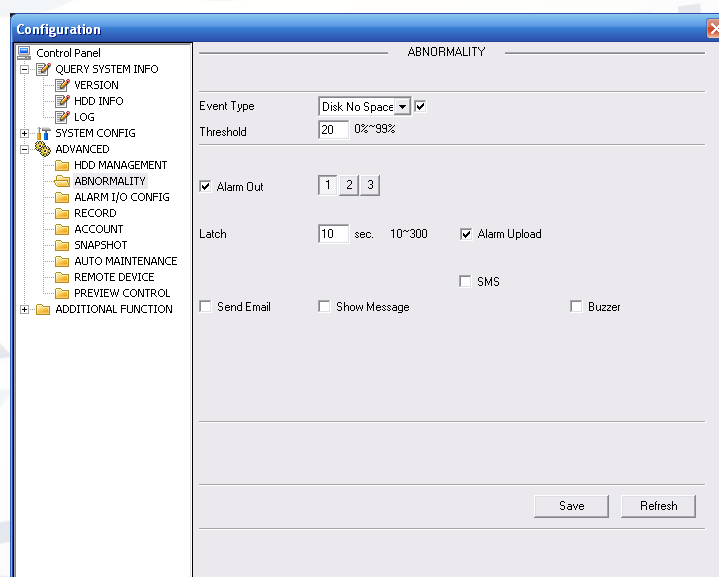 Configuration
Control Panel
QUERY SYSTEM INFO
VERSION
HDD INFO
LOG
SYSTEM CONFIG
ADVANCED
HDD MANAGEMENT
ABNORMALITY
ALARM I/O CONFIG
RECORD
ACCOUNT
SNAPSHOT
AUTO MAINTENANCE
REMOTE DEVICE
PREVIEW CONTROL
ADDITIONAL FUNCTION
ABNORMALITY
Event Type Disk No Space
Threshold 20 0%~99%
Alarm Out 1 2 3
Latch 10 sec. 10~300 Alarm Upload
SMS
Send Email Show Message Buzzer
Save Refresh